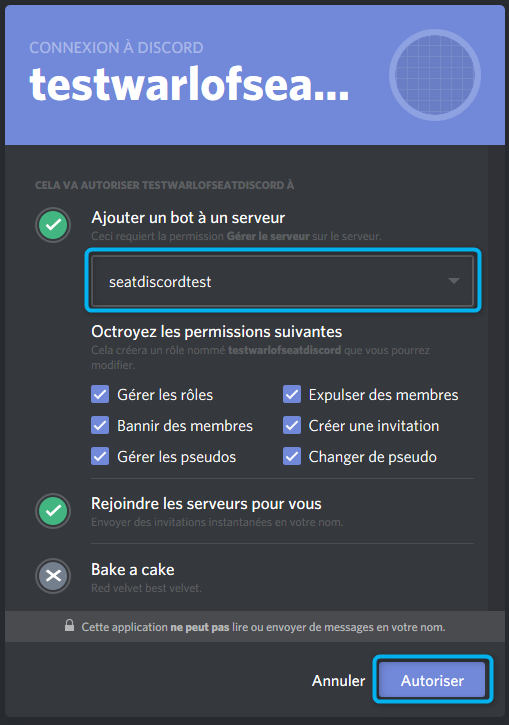 CONNEXION À DISCORD
testwarlofsea...
CELA VA AUTORISER TESTWARLOFSEATDISCORD À
Ajouter un bot à un serveur
Ceci requiert la permission Gérer le serveur sur le serveur.
seatdiscordtest
Octroyez les permissions suivantes
Cela créera un rôle nommé testwarlofseatdiscord que vous pourrez
modifier.
Gérer les rôles
Expulser des membres
Bannir des membres
Créer une invitation
Gérer les pseudos
Changer de pseudo
Rejoindre les serveurs pour vous
Envoyer des invitations instantanées en votre nom.
Bake a cake
Red velvet best velvet.
Cette application ne peut pas lire ou envoyer de messages en votre nom.
Annuler
Autoriser